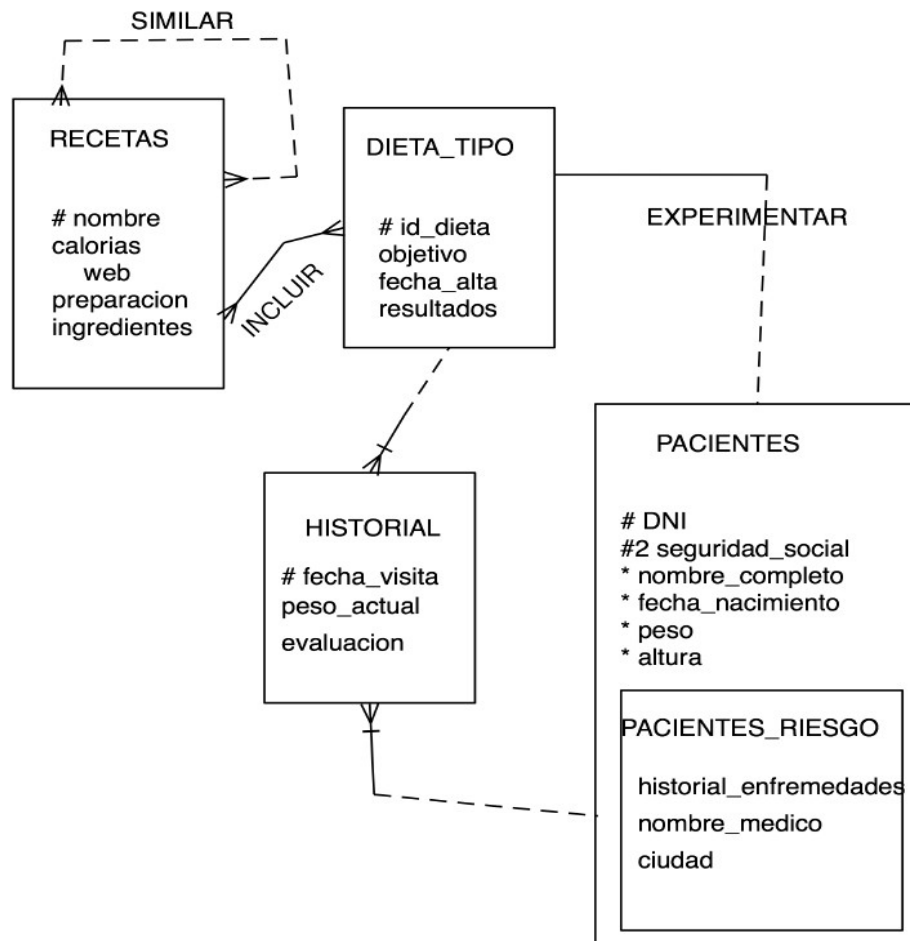 SIMILAR
RECETAS
# nombre
calorias
web
preparacion
ingredientes
INCLUIR
DIETA_TIPO
# id_dieta
objetivo
fecha_alta
resultados
EXPERIMENTAR
HISTORIAL
# fecha_visita
peso_actual
evaluacion
PACIENTES
# DNI
#2 seguridad_social
* nombre_completo
* fecha_nacimiento
* peso
* altura
PACIENTES_RIESGO
historial_enfremedades
nombre_medico
ciudad